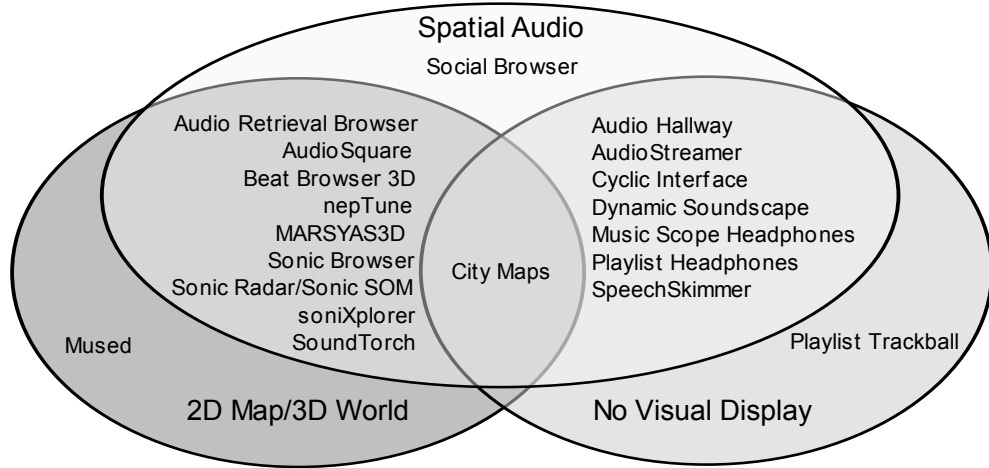 Spatial Audio
Social Browser
Audio Retrieval Browser
AudioSquare
Beat Browser 3D
nepTune
MARSYAS3D
Sonic Browser
Sonic Radar/Sonic SOM
soniXplorer
SoundTorch
Audio Hallway
AudioStreamer
Cyclic Interface
Dynamic Soundscape
Music Scope Headphones
Playlist Headphones
SpeechSkimmer
City Maps
Mused
Playlist Trackball
2D Map/3D World
No Visual Display